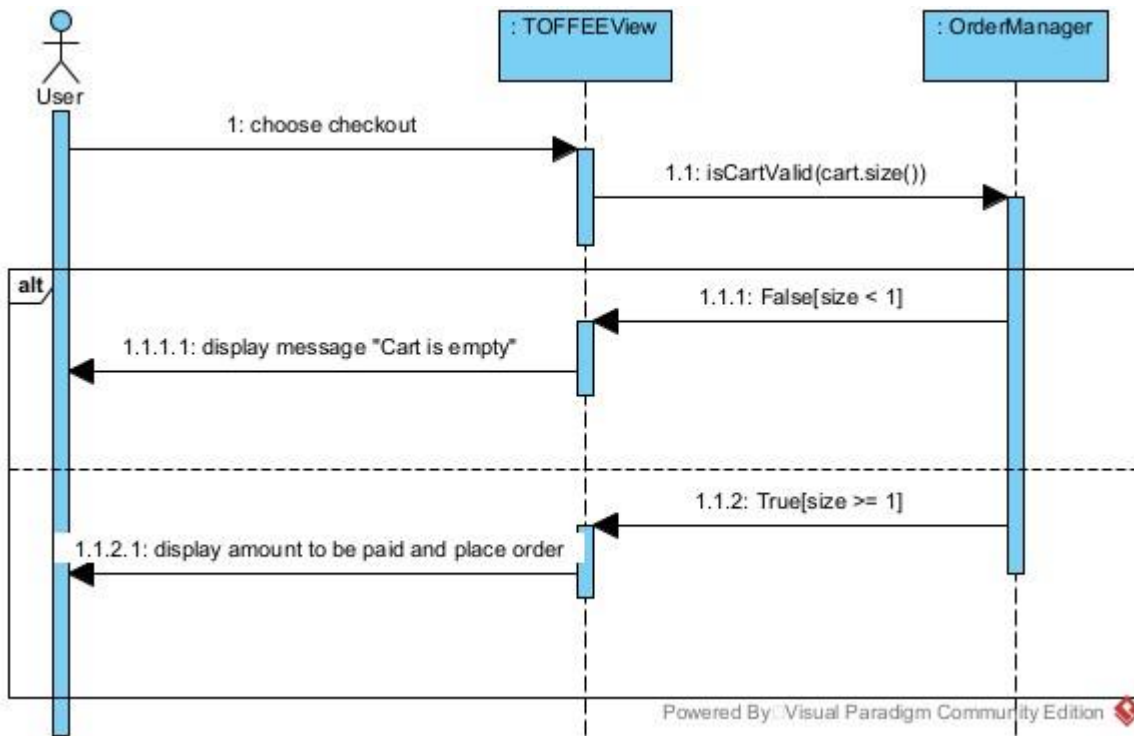 : TOFFEEView
: OrderManager
User
1: choose checkout
1.1: isCartValid(cart.size())
alt
1.1.1: False[size < 1]
1.1.1.1: display message "Cart is empty"
1.1.2: True[size >= 1]
1.1.2.1: display amount to be paid and place order
Powered By Visual Paradigm Community Edition